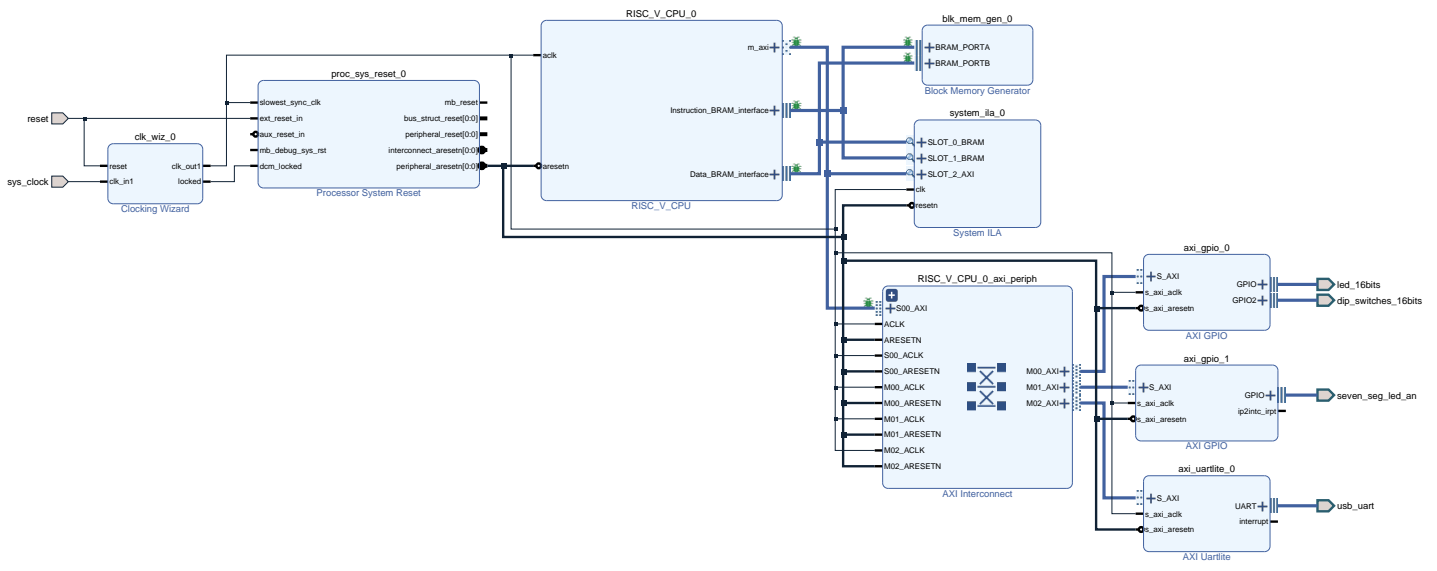 reset
sys_clock
clk_wiz_0
reset
clk_in1
clk_out1
locked
Clocking Wizard
proc_sys_reset_0
slowest_sync_clk
ext_reset_in
aux_reset_in
mb_debug_sys_rst
dcm_locked
mb_reset
bus_struct_reset[0:0]
peripheral_reset[0:0]
interconnect_aresetn[0:0]
peripheral_aresetn[0:0]
Processor System Reset
RISC_V_CPU_0
aclk
aresetn
m_axi
Instruction_BRAM_interface
Data_BRAM_interface
RISC_V_CPU
blk_mem_gen_0
BRAM_PORTA
BRAM_PORTB
Block Memory Generator
system_ila_0
SLOT_0_BRAM
SLOT_1_BRAM
SLOT_2_AXI
clk
resetn
System ILA
RISC_V_CPU_0_axi_periph
S00_AXI
ACLK
ARESETN
S00_ACLK
S00_ARESETN
M00_ACLK
M00_ARESETN
M01_ACLK
M01_ARESETN
M02_ACLK
M02_ARESETN
M00_AXI
M01_AXI
M02_AXI
AXI Interconnect
axi_gpio_0
S_AXI
s_axi_aclk
s_axi_aresetn
GPIO
GPIO2
AXI GPIO
led_16bits
dip_switches_16bits
axi_gpio_1
S_AXI
s_axi_aclk
s_axi_aresetn
GPIO
ip2intc_irpt
AXI GPIO
seven_seg_led_an
axi_uartlite_0
S_AXI
s_axi_aclk
s_axi_aresetn
UART
interrupt
AXI Uartlite
usb_uart